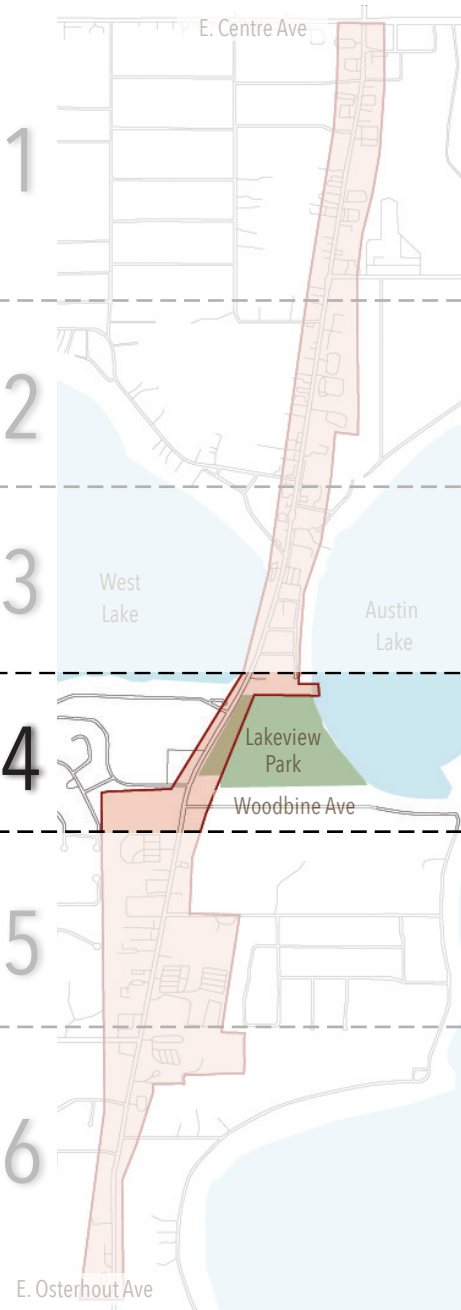 E. Centre Ave
1
2
3
West
Lake
Austin
Lake
4
Lakeview
Park
Woodbine Ave
5
6
E. Osterhout Ave